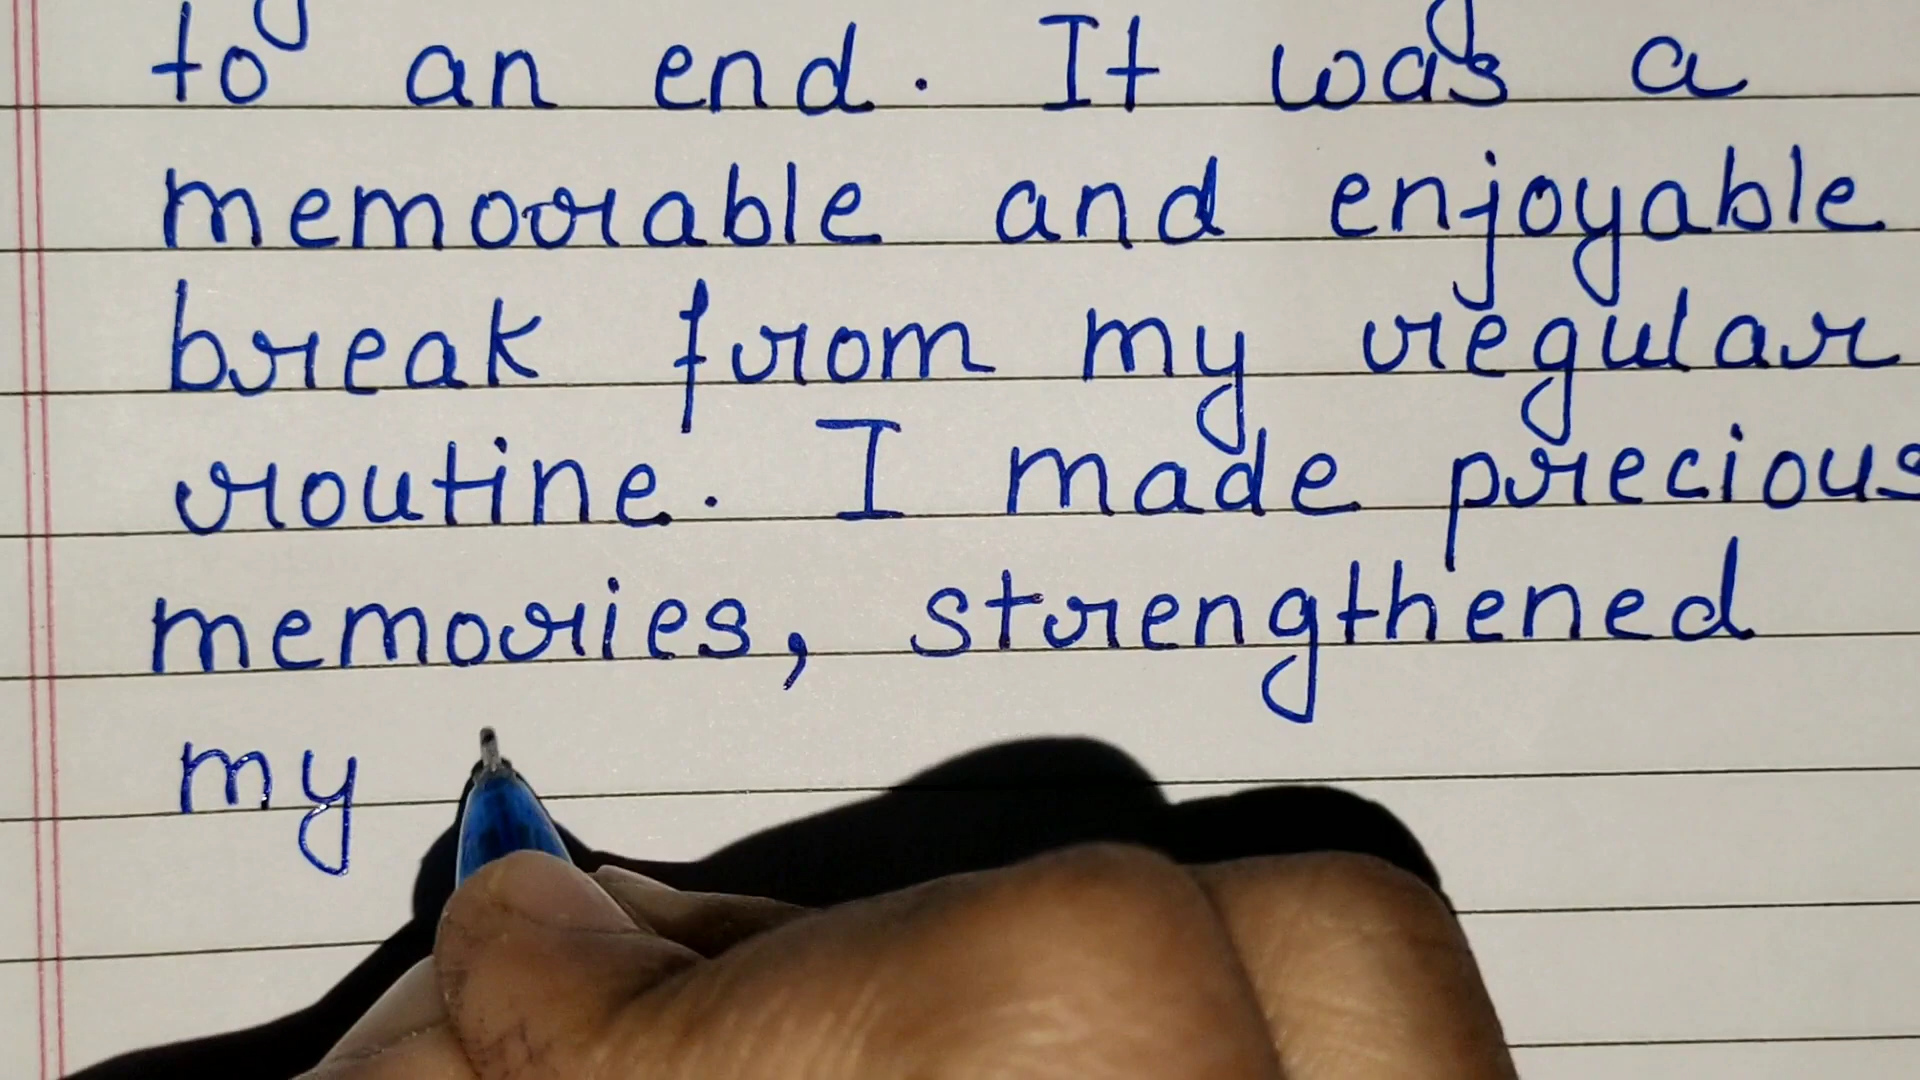 to an end. It was a
memorable and enjoyable
break from my regular
routine. I made precious
memories, strengthened
my